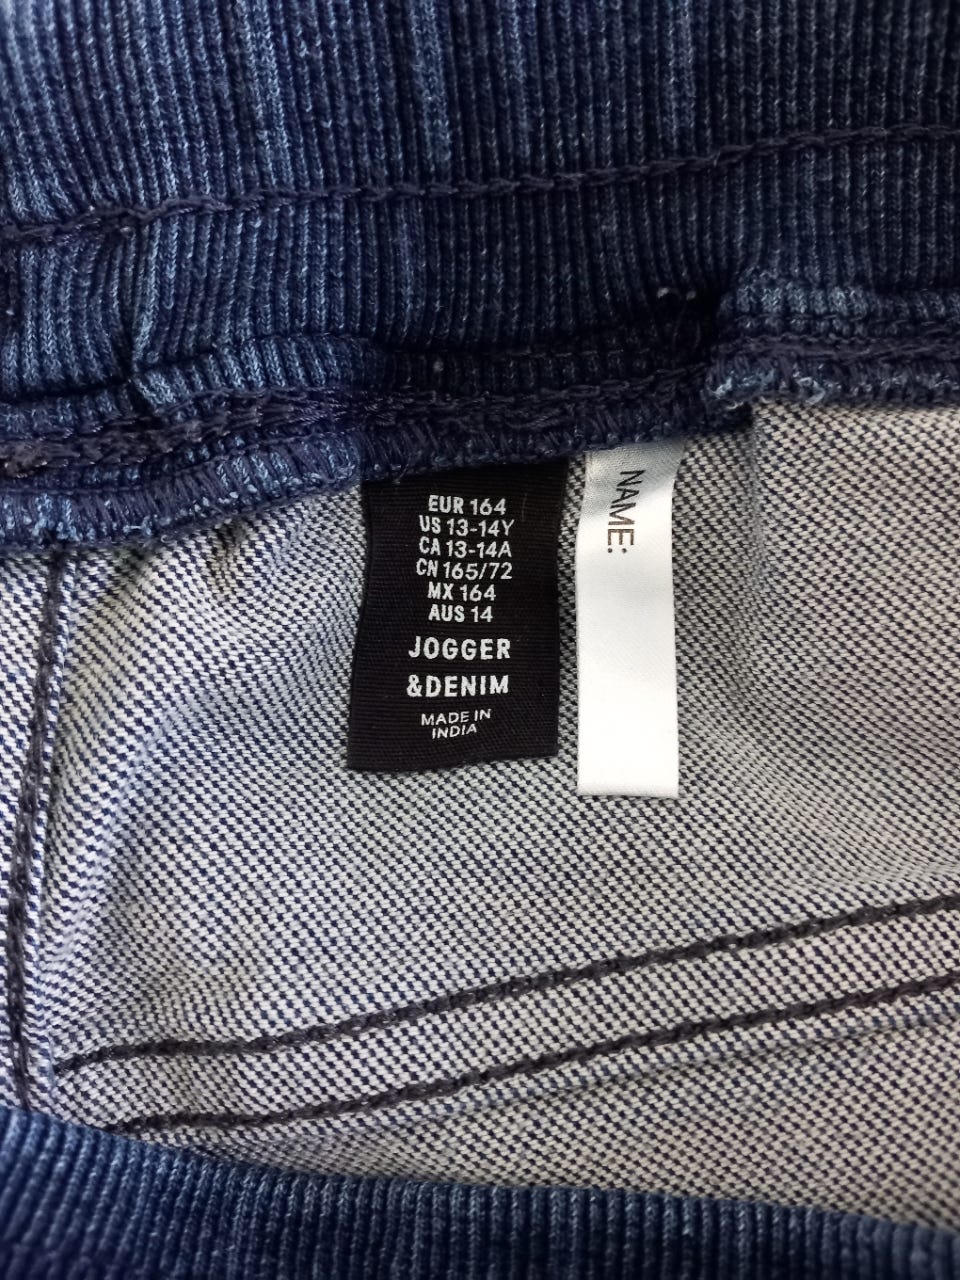 EUR 164
US 13-14Y
CA 13-14A
CN 165/72
MX 164
AUS 14
JOGGER
&DENIM
MADE IN
INDIA
NAME: